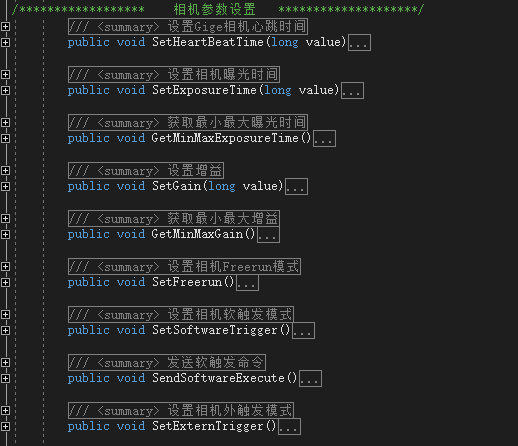 /****************** 相机参数设置 ********************/
/// <summary> 设置Gige相机心跳时间
public void SetHeartBeatTime(long value)...
/// <summary> 设置相机曝光时间
public void SetExposureTime(long value)...
/// <summary> 获取最小最大曝光时间
public void GetMinMaxExposureTime()...
/// <summary> 设置增益
public void SetGain(long value)...
/// <summary> 获取最小最大增益
public void GetMinMaxGain()...
/// <summary> 设置相机Freerun模式
public void SetFreerun()...
/// <summary> 设置相机软触发模式
public void SetSoftwareTrigger()...
/// <summary> 发送软触发命令
public void SendSoftwareExecute()...
/// <summary> 设置相机外触发模式
public void SetExternTrigger()...